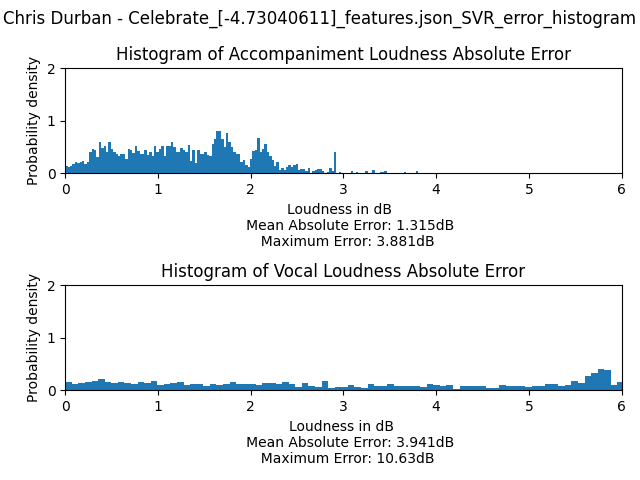 Chris Durban - Celebrate_[-4.73040611]_features.json_SVR_error_histogram
Histogram of Accompaniment Loudness Absolute Error
Probability density
2
1
0
0 1 2 3 4 5 6
Loudness in dB
Mean Absolute Error: 1.315dB
Maximum Error: 3.881dB
Histogram of Vocal Loudness Absolute Error
Probability density
2
1
0
0 1 2 3 4 5 6
Loudness in dB
Mean Absolute Error: 3.941dB
Maximum Error: 10.63dB